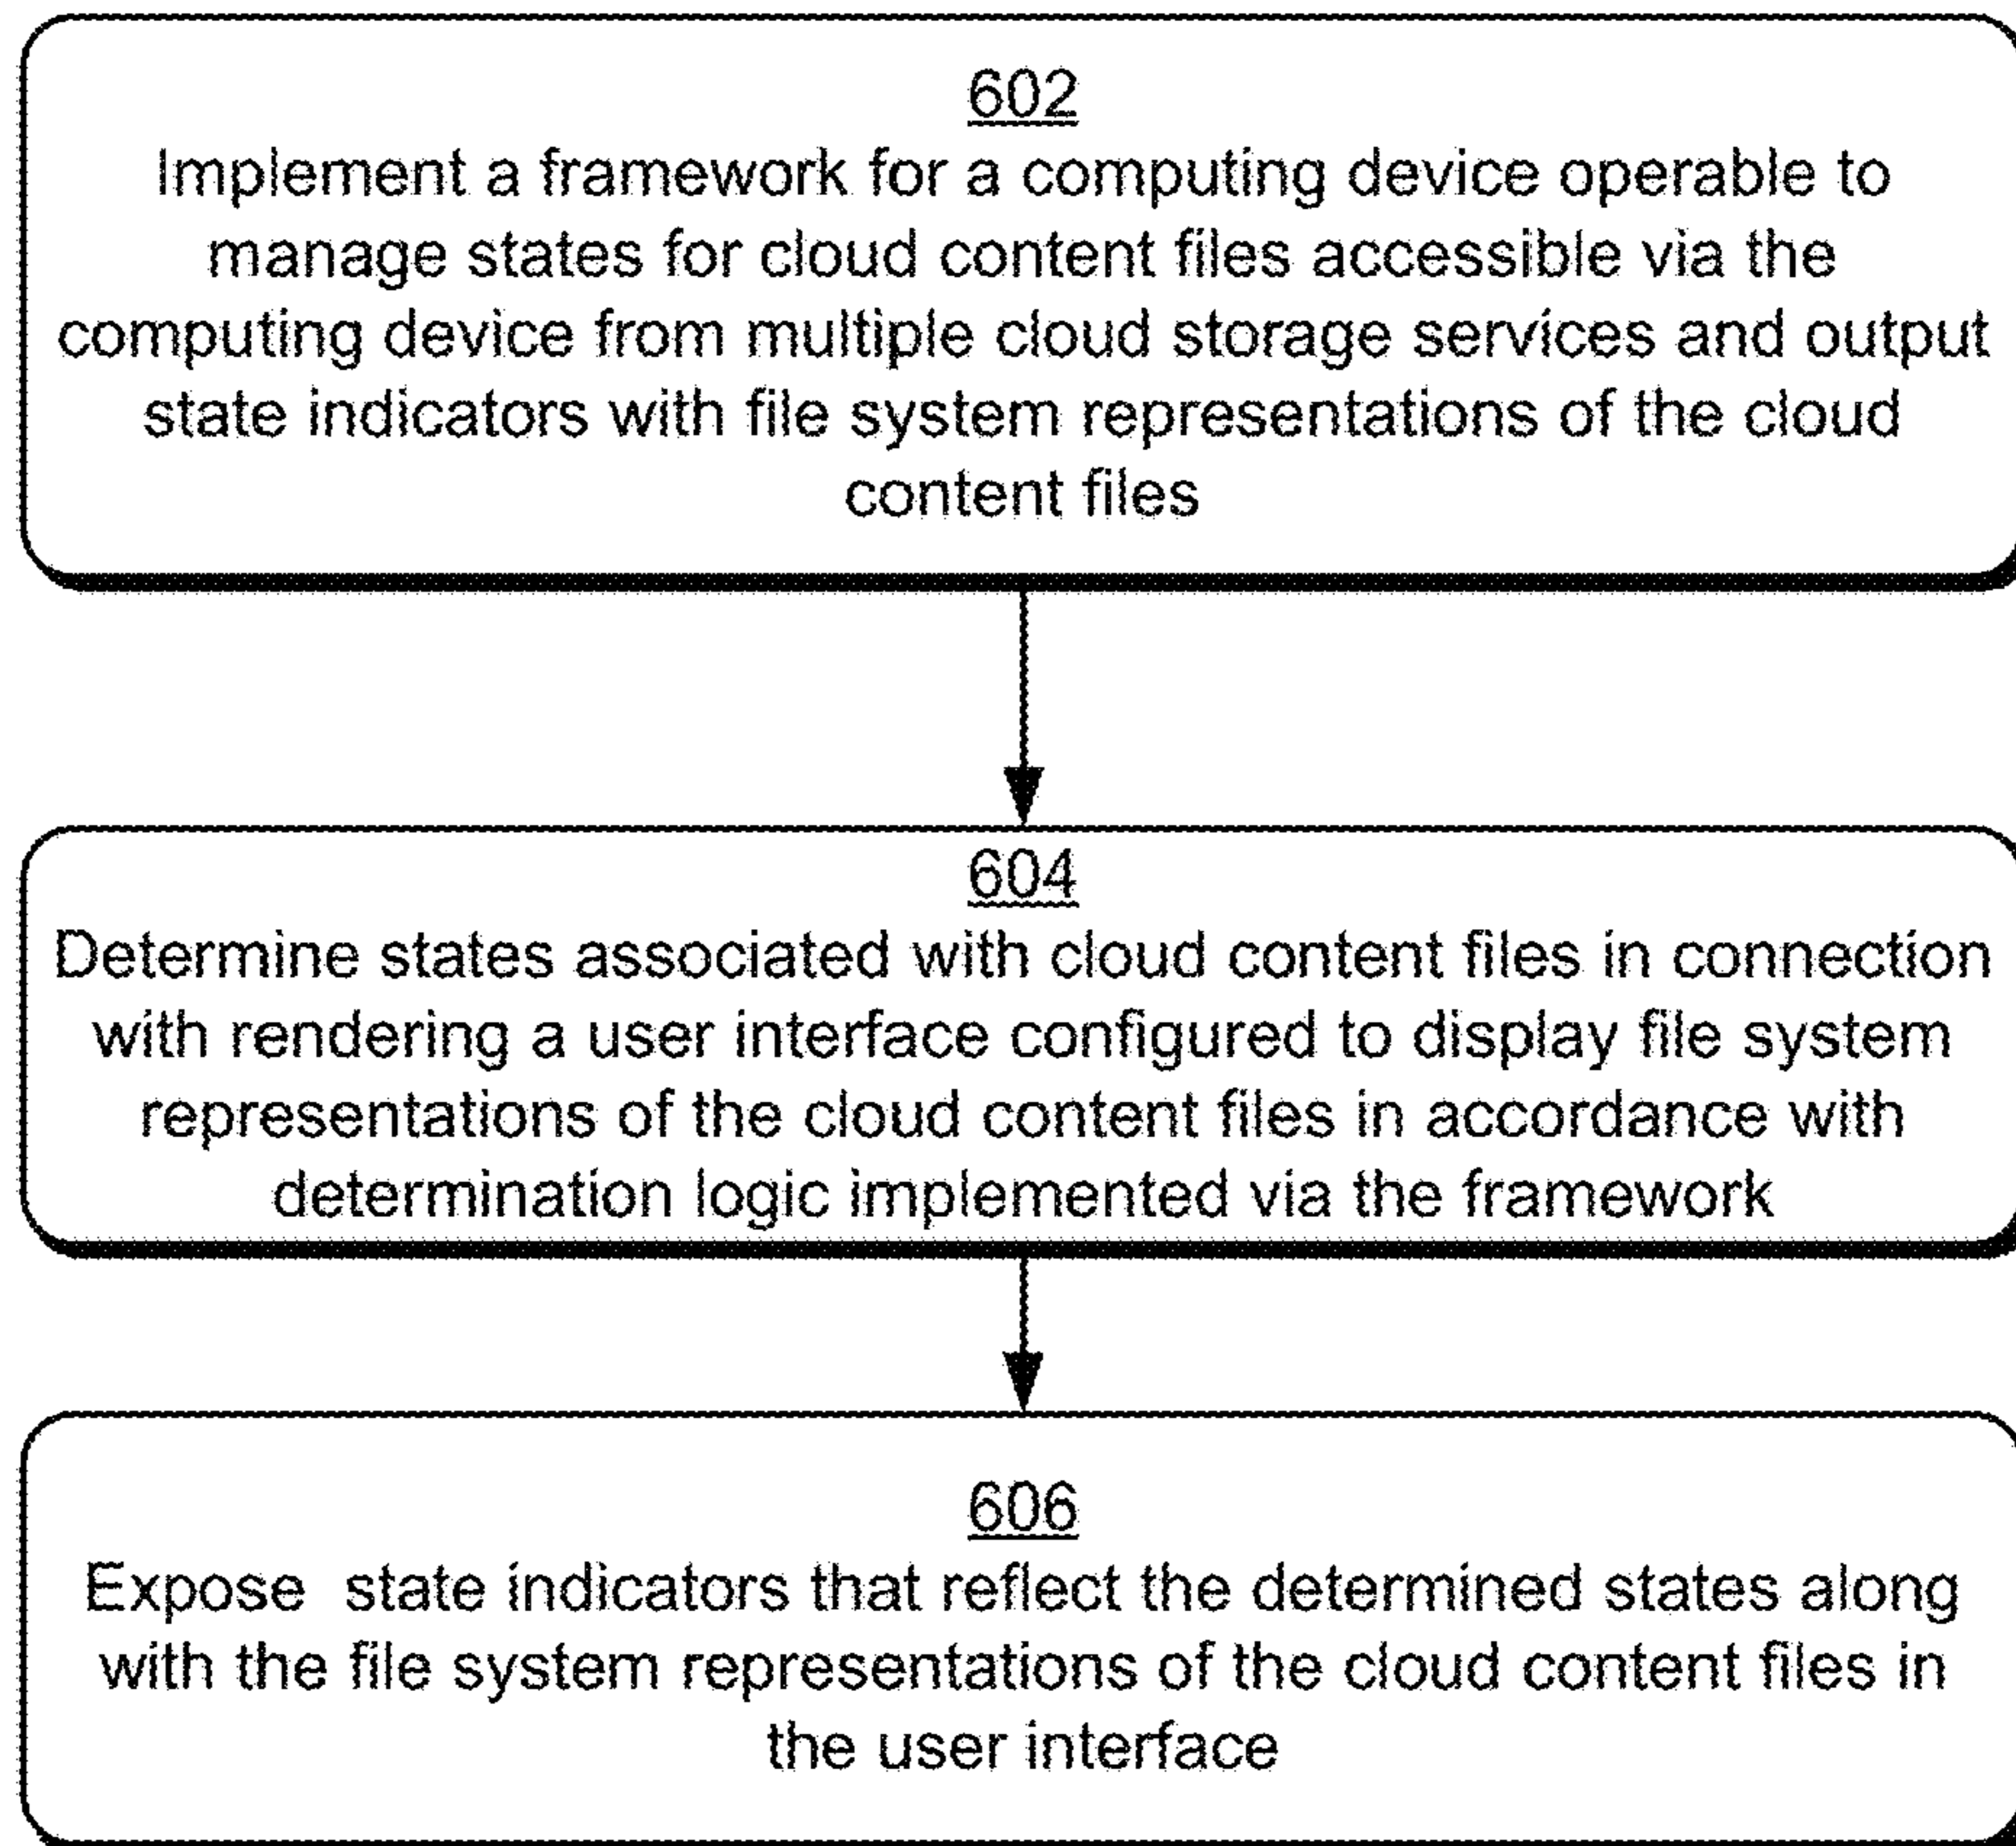 602
Implement a framework for a computing device operable to
manage states for cloud content files accessible via the
computing device from multiple cloud storage services and output
state indicators with file system representations of the cloud
content files
604
Determine states associated with cloud content files in connection
with rendering a user interface configured to display file system
representations of the cloud content files in accordance with
determination logic implemented via the framework
606
Expose  state indicators that reflect the determined states along
with the file system representations of the cloud content files in
the user interface